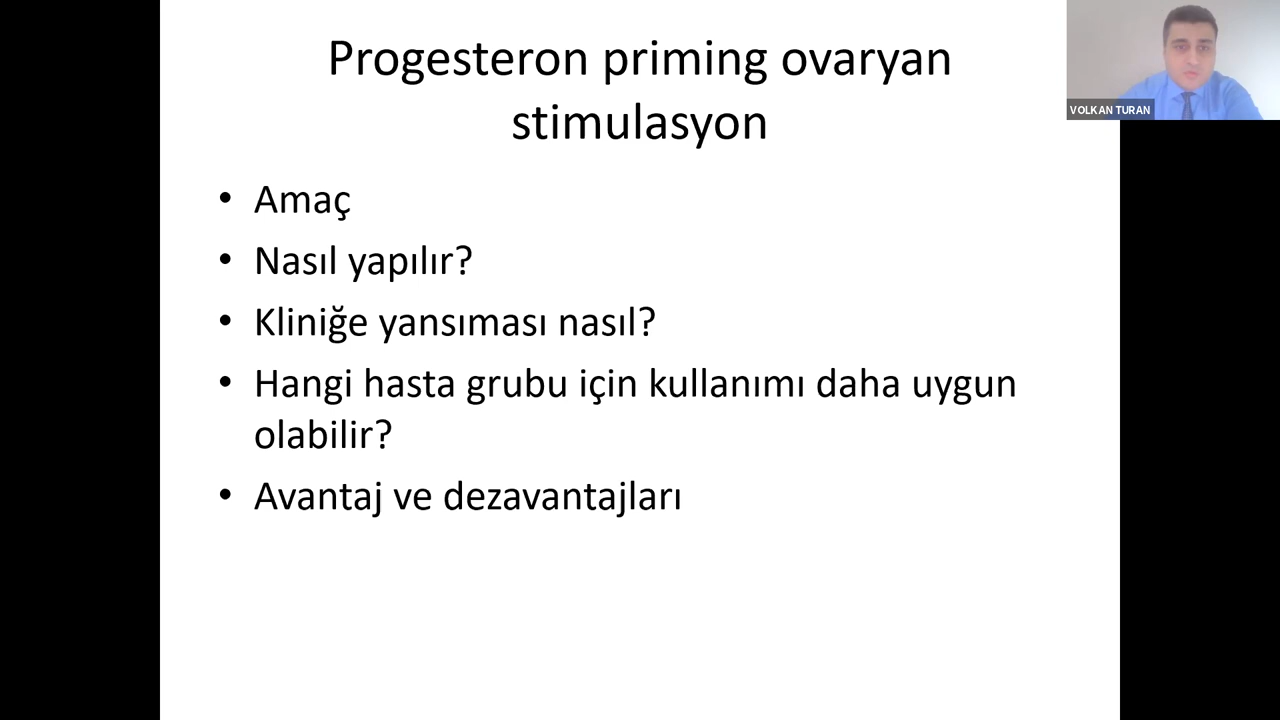 Progesteron priming ovaryan
stimulasyon
VOLKAN TURAN
• Amaç
• Nasıl yapılır?
• Kliniğe yansıması nasıl?
• Hangi hasta grubu için kullanımı daha uygun
olabilir?
• Avantaj ve dezavantajları